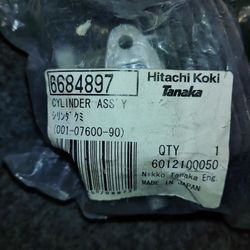 6684897
Hitachi Koki
Tanaka
CYLINDER ASS'Y
シリンダクミ
(001-07600-90)
QTY 1
6012100050
Nikko Tanaka Eng.
MADE IN JAPAN